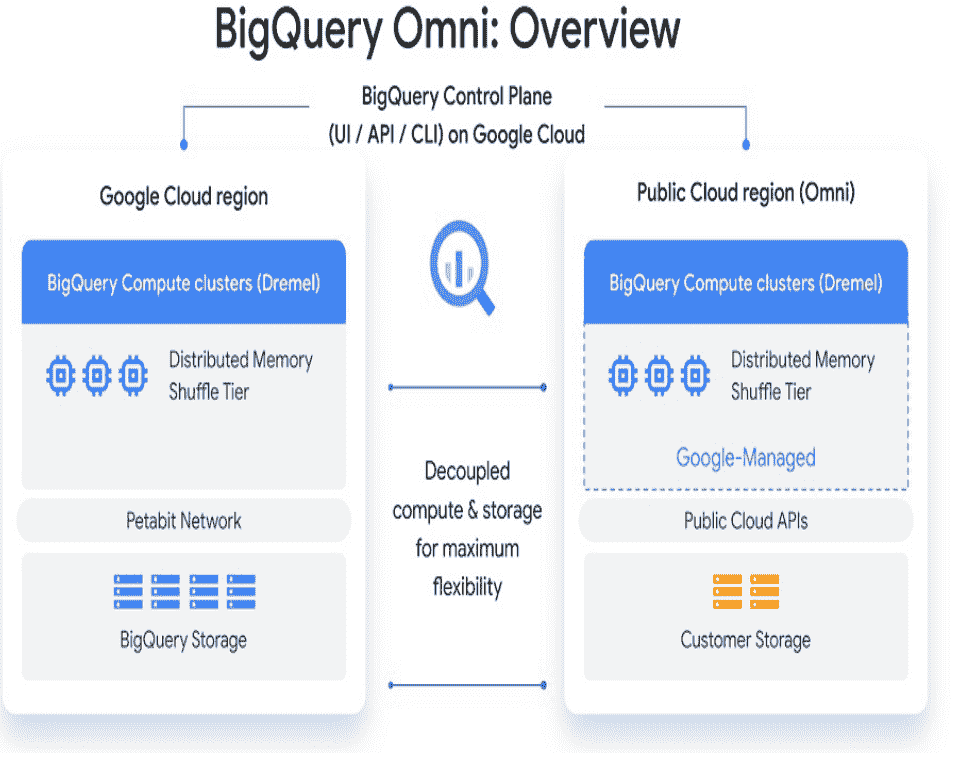 BigQuery Omni: Overview
BigQuery Control Plane
(UI / API / CLI) on Google Cloud
Google Cloud region
BigQuery Compute clusters (Dremel)
Distributed Memory
Shuffle Tier
Petabit Network
BigQuery Storage
Decoupled
compute & storage
for maximum
flexibility
Public Cloud region (Omni)
BigQuery Compute clusters (Dremel)
Distributed Memory
Shuffle Tier
Google-Managed
Public Cloud APIs
Customer Storage